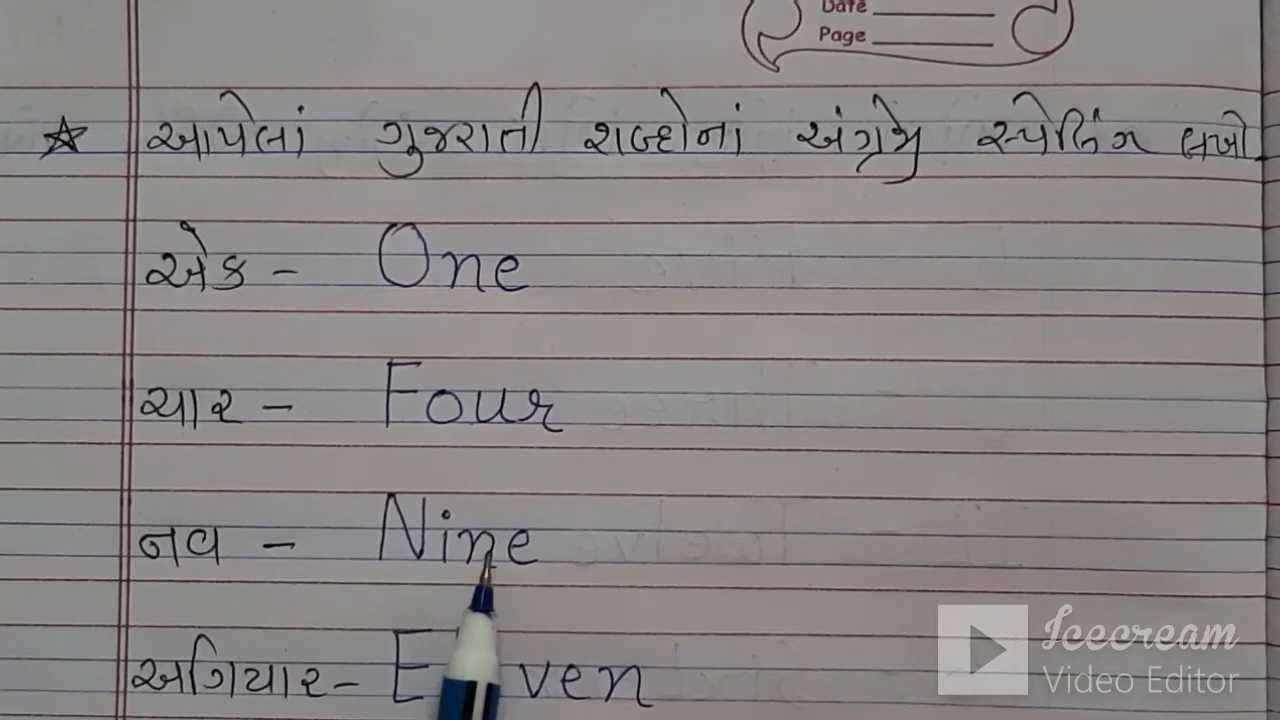 Date
Page
☆ આપેલાં ગુજરાતી શબ્દોનાં અંગ્રેજી સ્પેલિંગ લખો
એક - One
ચાર - Four
નવ - Nine
અગિયાર - E ven
Icecream
Video Editor